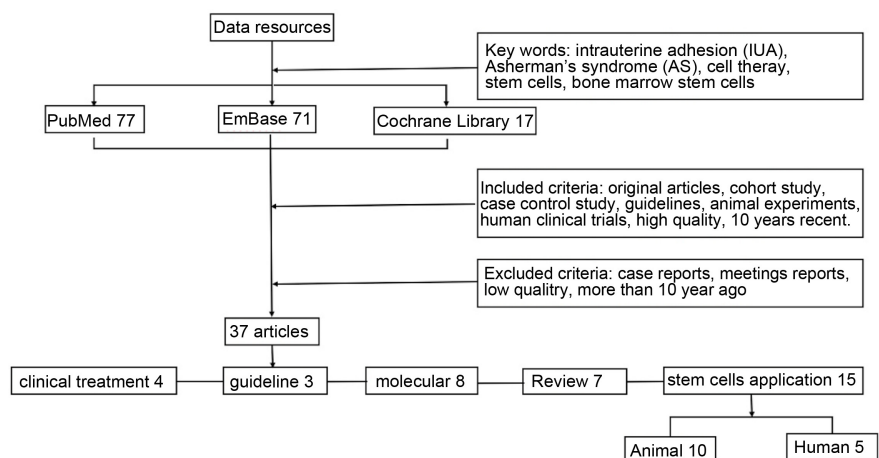 Data resources
Key words: intrauterine adhesion (IUA),
Asherman's syndrome (AS), cell theray,
stem cells, bone marrow stem cells
PubMed 77
EmBase 71
Cochrane Library 17
Included criteria: original articles, cohort study,
case control study, guidelines, animal experiments,
human clinical trials, high quality, 10 years recent.
Excluded criteria: case reports, meetings reports,
low qualitry, more than 10 year ago
37 articles
clinical treatment 4
guideline 3
molecular 8
Review 7
stem cells application 15
Animal 10
Human 5